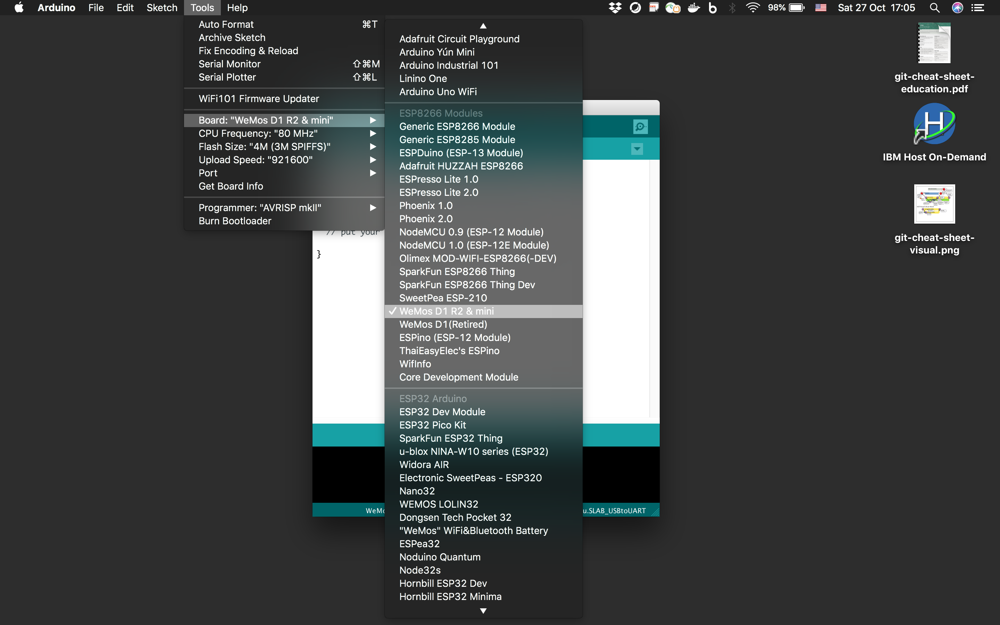 Arduino File Edit Sketch Tools Help 98% Sat 27 Oct 17:05
Auto Format ⌘T
Archive Sketch
Fix Encoding & Reload
Serial Monitor ⇧⌘M
Serial Plotter ⇧⌘L
WiFi101 Firmware Updater
Board: "WeMos D1 R2 & mini"
CPU Frequency: "80 MHz"
Flash Size: "4M (3M SPIFFS)"
Upload Speed: "921600"
Port
Get Board Info
Programmer: "AVRISP mkII"
Burn Bootloader
Adafruit Circuit Playground
Arduino Yún Mini
Arduino Industrial 101
Linino One
Arduino Uno WiFi
ESP8266 Modules
Generic ESP8266 Module
Generic ESP8285 Module
ESPDuino (ESP-13 Module)
Adafruit HUZZAH ESP8266
ESPresso Lite 1.0
ESPresso Lite 2.0
Phoenix 1.0
Phoenix 2.0
NodeMCU 0.9 (ESP-12 Module)
NodeMCU 1.0 (ESP-12E Module)
Olimex MOD-WIFI-ESP8266(-DEV)
SparkFun ESP8266 Thing
SparkFun ESP8266 Thing Dev
SweetPea ESP-210
✓ WeMos D1 R2 & mini
WeMos D1(Retired)
ESPino (ESP-12 Module)
ThaiEasyElec's ESPino
WifInfo
Core Development Module
ESP32 Arduino
ESP32 Dev Module
ESP32 Pico Kit
SparkFun ESP32 Thing
u-blox NINA-W10 series (ESP32)
Widora AIR
Electronic SweetPeas - ESP320
Nano32
WEMOS LOLIN32
Dongsen Tech Pocket 32
"WeMos" WiFi&Bluetooth Battery
ESPea32
Noduino Quantum
Node32s
Hornbill ESP32 Dev
Hornbill ESP32 Minima
// put your
}
WeMo
u.SLAB_USBtoUART
git-cheat-sheet-
education.pdf
IBM Host On-Demand
git-cheat-sheet-
visual.png